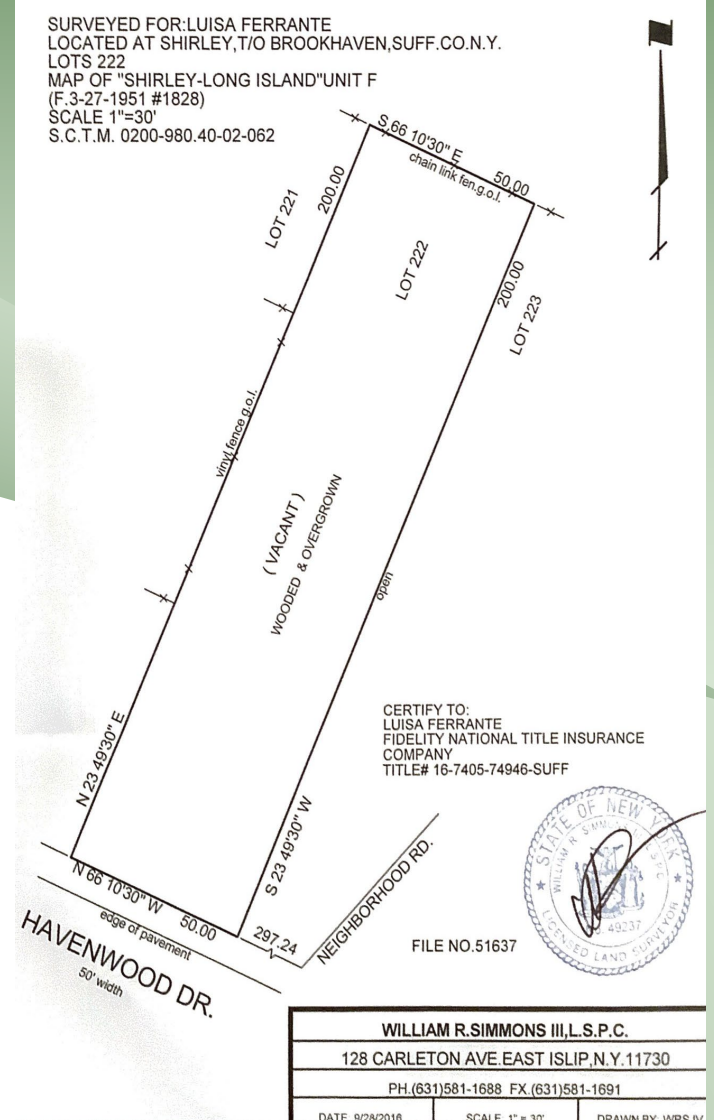 SURVEYED FOR:LUISA FERRANTE
LOCATED AT SHIRLEY,T/O BROOKHAVEN,SUFF.CO.N.Y.
LOTS 222
MAP OF "SHIRLEY-LONG ISLAND"UNIT F
(F.3-27-1951 #1828)
SCALE 1"=30'
S.C.T.M. 0200-980.40-02-062
S 66 10'30" E
50.00
chain link fen.g.o.l.
LOT 221
200.00
LOT 222
200.00
LOT 223
vinyl fence g.o.l.
( VACANT )
WOODED & OVERGROWN
open
CERTIFY TO:
LUISA FERRANTE
FIDELITY NATIONAL TITLE INSURANCE
COMPANY
TITLE# 16-7405-74946-SUFF
N 23 49'30" E
S 23 49'30" W
N 66 10'30" W
50.00
297.24
NEIGHBORHOOD RD.
edge of pavement
HAVENWOOD DR.
50' width
FILE NO.51637
STATE OF NEW YORK
WILLIAM R. SIMMONS
49237
LICENSED LAND SURVEYOR
WILLIAM R.SIMMONS III,L.S.P.C.
128 CARLETON AVE.EAST ISLIP,N.Y.11730
PH.(631)581-1688 FX.(631)581-1691
DATE 9/28/2016
SCALE 1" = 30'
DRAWN BY: WRS IV